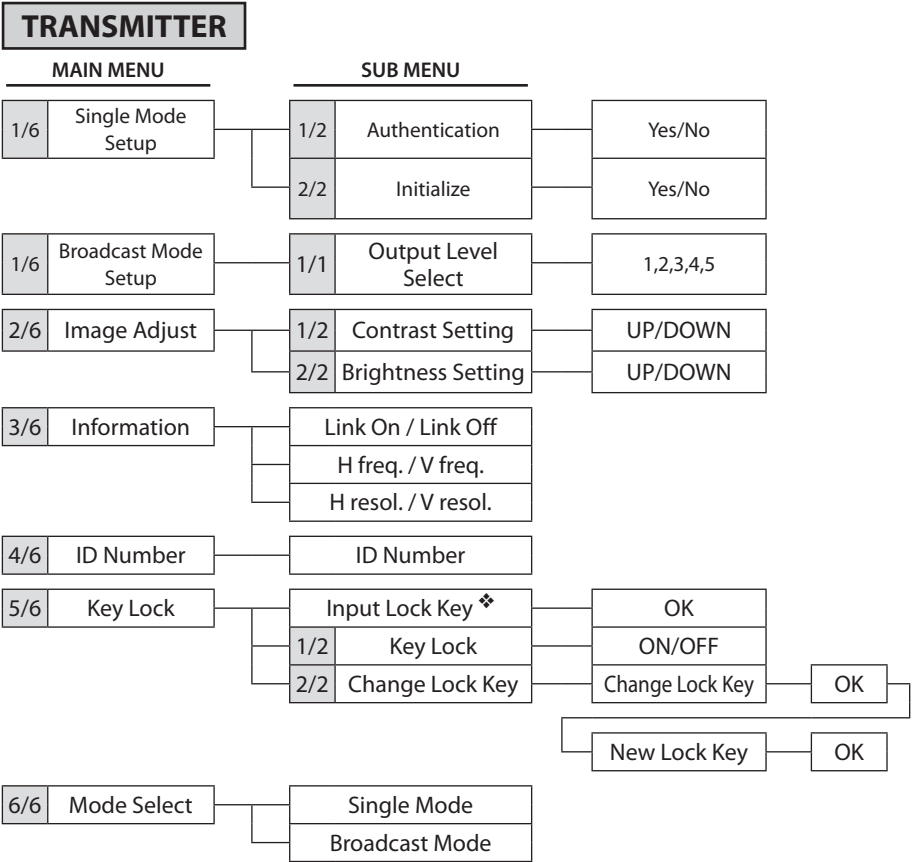 TRANSMITTER
MAIN MENU SUB MENU
1/6 Single Mode Setup 1/2 Authentication Yes/No
2/2 Initialize Yes/No
1/6 Broadcast Mode Setup 1/1 Output Level Select 1,2,3,4,5
2/6 Image Adjust 1/2 Contrast Setting UP/DOWN
2/2 Brightness Setting UP/DOWN
3/6 Information Link On / Link Off
H freq. / V freq.
H resol. / V resol.
4/6 ID Number ID Number
5/6 Key Lock Input Lock Key ❖ OK
1/2 Key Lock ON/OFF
2/2 Change Lock Key Change Lock Key OK
New Lock Key OK
6/6 Mode Select Single Mode
Broadcast Mode